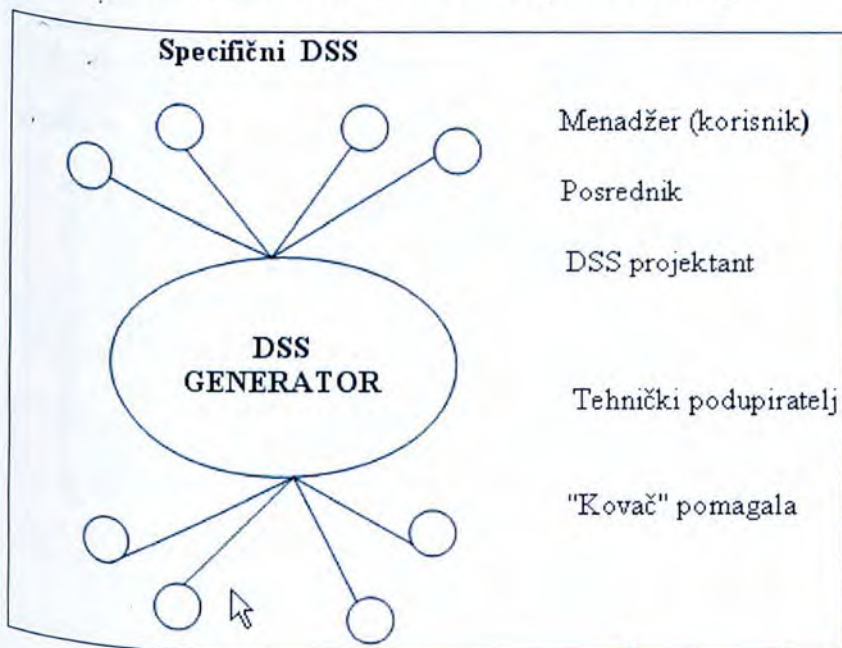 Specifični DSS
Menadžer (korisnik)
Posrednik
DSS projektant
DSS
GENERATOR
Tehnički podupiratelj
"Kovač" pomagala